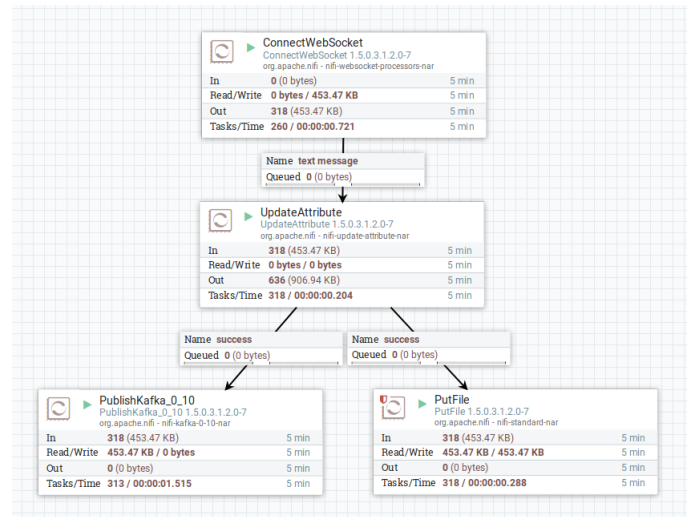 ConnectWebSocket
ConnectWebSocket 1.5.0.3.1.2.0-7
org.apache.nifi - nifi-websocket-processors-nar
In 0 (0 bytes) 5 min
Read/Write 0 bytes / 453.47 KB 5 min
Out 318 (453.47 KB) 5 min
Tasks/Time 260 / 00:00:00.721 5 min
Name text message
Queued 0 (0 bytes)
UpdateAttribute
UpdateAttribute 1.5.0.3.1.2.0-7
org.apache.nifi - nifi-update-attribute-nar
In 318 (453.47 KB) 5 min
Read/Write 0 bytes / 0 bytes 5 min
Out 636 (906.94 KB) 5 min
Tasks/Time 318 / 00:00:00.204 5 min
Name success
Queued 0 (0 bytes)
Name success
Queued 0 (0 bytes)
PublishKafka_0_10
PublishKafka_0_10 1.5.0.3.1.2.0-7
org.apache.nifi - nifi-kafka-0-10-nar
In 318 (453.47 KB) 5 min
Read/Write 453.47 KB / 0 bytes 5 min
Out 0 (0 bytes) 5 min
Tasks/Time 313 / 00:00:01.515 5 min
PutFile
PutFile 1.5.0.3.1.2.0-7
org.apache.nifi - nifi-standard-nar
In 318 (453.47 KB) 5 min
Read/Write 453.47 KB / 453.47 KB 5 min
Out 0 (0 bytes) 5 min
Tasks/Time 318 / 00:00:00.288 5 min